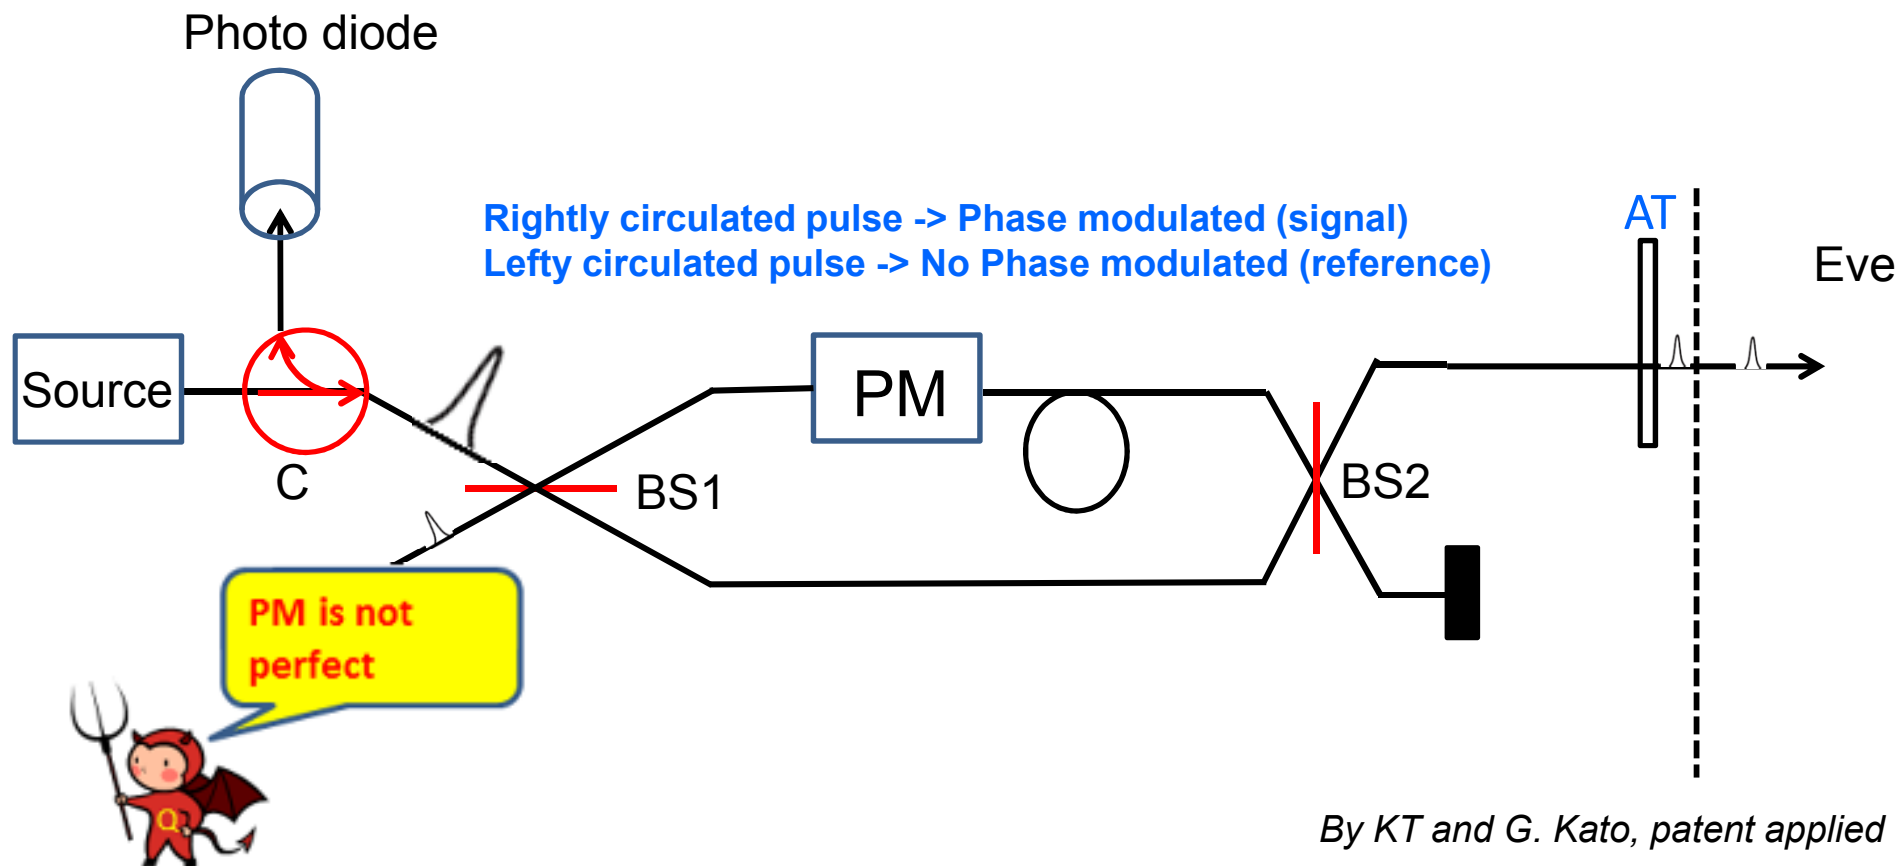 Photo diode
Rightly circulated pulse -> Phase modulated (signal)
Lefty circulated pulse -> No Phase modulated (reference)
AT
Eve
Source
PM
C
BS1
BS2
PM is not
perfect
Q
By KT and G. Kato, patent applied